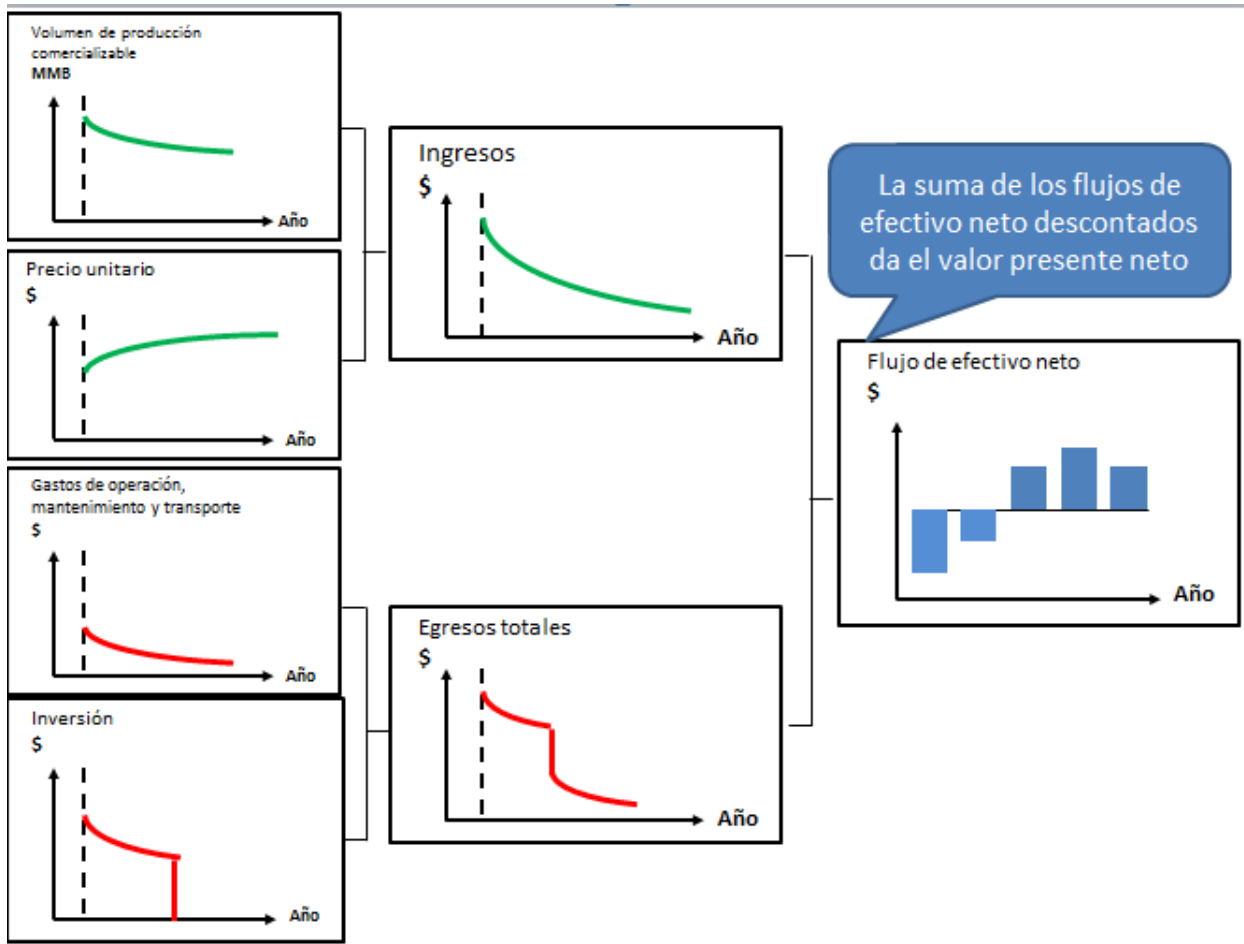 Volumen de producción
comercializable
MMB
Año
Precio unitario
$
Año
Gastos de operación,
mantenimiento y transporte
$
Año
Inversión
$
Año
Ingresos
$
Año
Egresos totales
$
Año
La suma de los flujos de
efectivo neto descontados
da el valor presente neto
Flujo de efectivo neto
$
Año